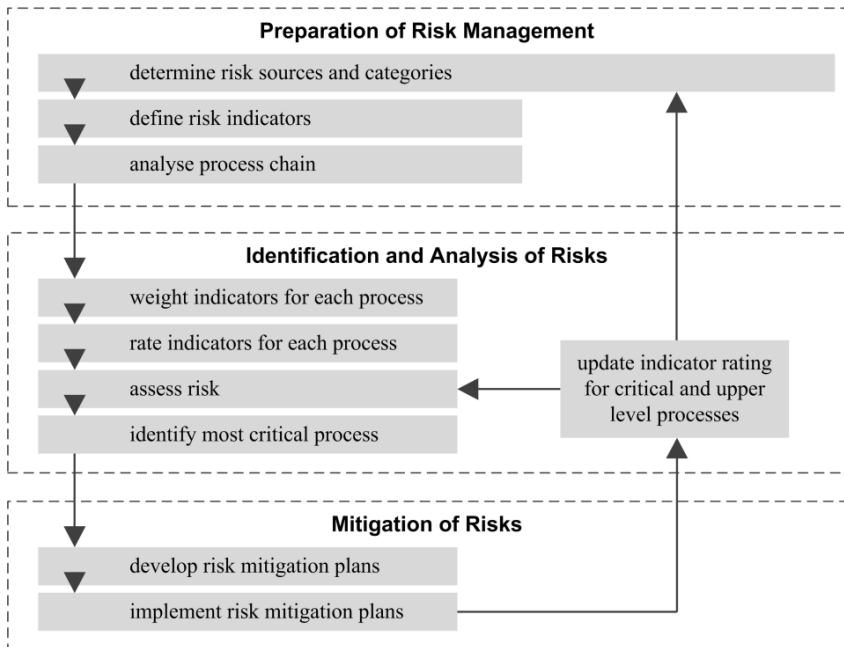 Preparation of Risk Management
determine risk sources and categories
define risk indicators
analyse process chain
Identification and Analysis of Risks
weight indicators for each process
rate indicators for each process
assess risk
identify most critical process
update indicator rating
for critical and upper
level processes
Mitigation of Risks
develop risk mitigation plans
implement risk mitigation plans